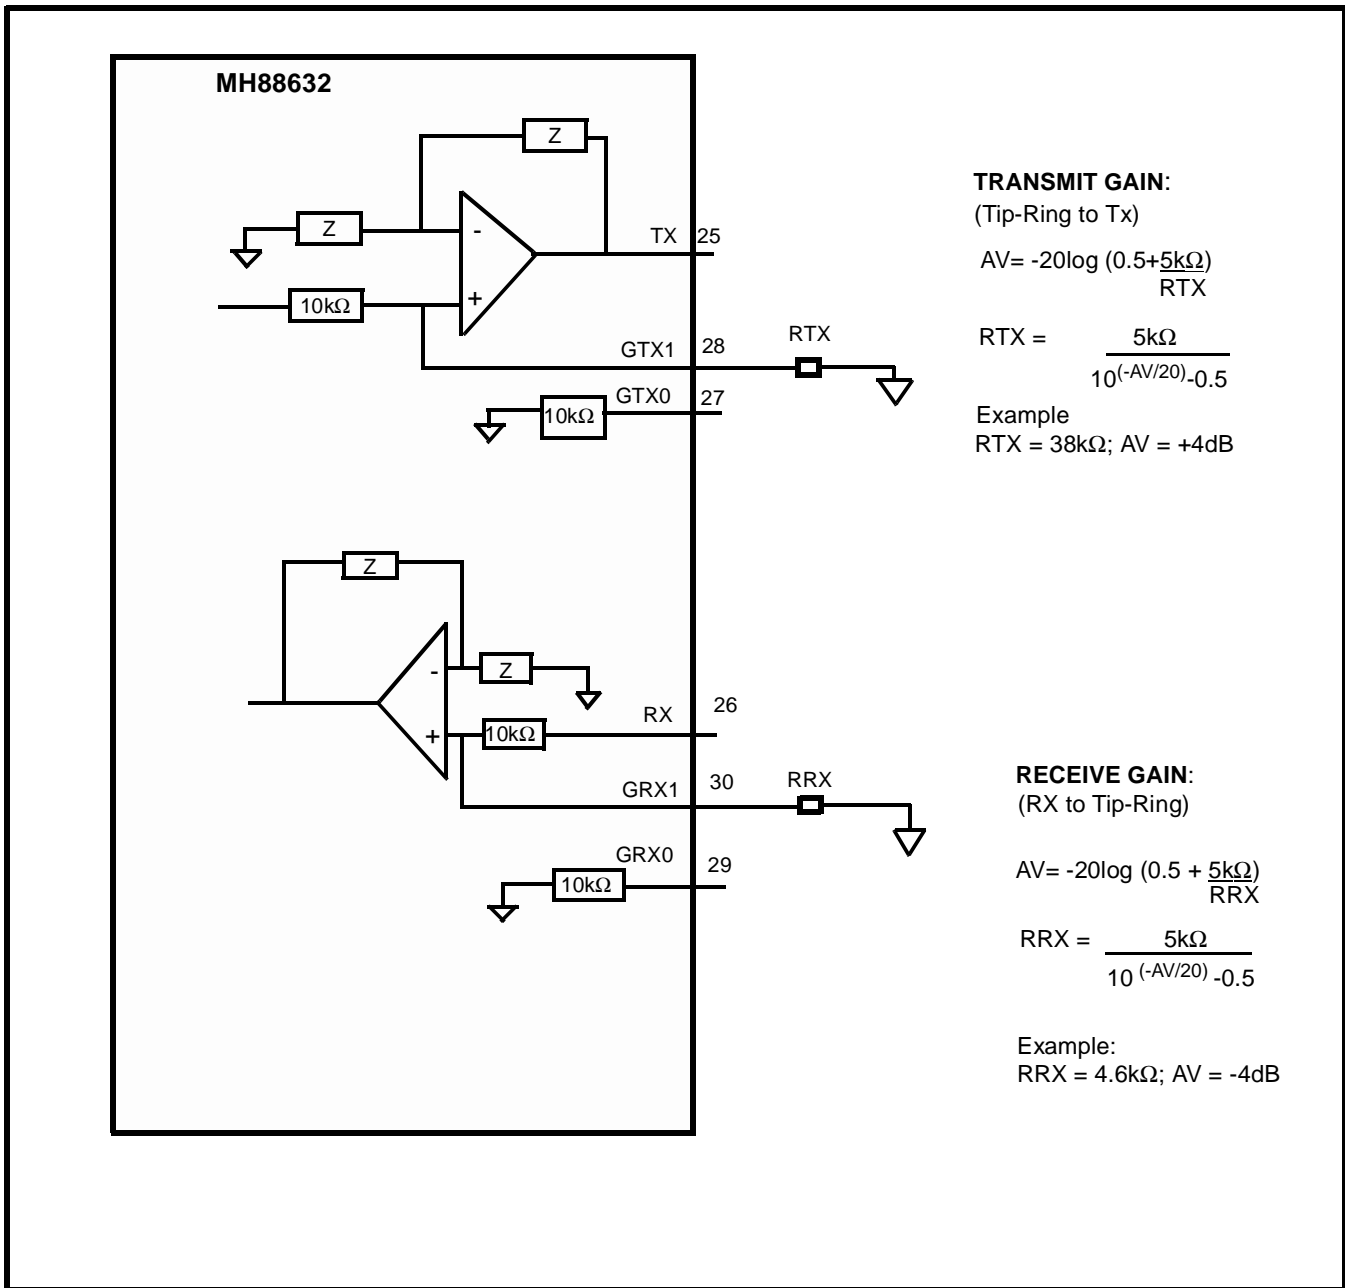 MH88632
Z
Z
-
10kΩ
+
TX 25
GTX1 28 RTX
GTX0 27
10kΩ
TRANSMIT GAIN:
(Tip-Ring to Tx)
AV= -20log (0.5+5kΩ)
RTX
RTX = 5kΩ
10(-AV/20)-0.5
Example
RTX = 38kΩ; AV = +4dB
Z
-
Z
+
10kΩ
RX 26
GRX1 30 RRX
GRX0 29
10kΩ
RECEIVE GAIN:
(RX to Tip-Ring)
AV= -20log (0.5 + 5kΩ)
RRX
RRX = 5kΩ
10 (-AV/20) -0.5
Example:
RRX = 4.6kΩ; AV = -4dB